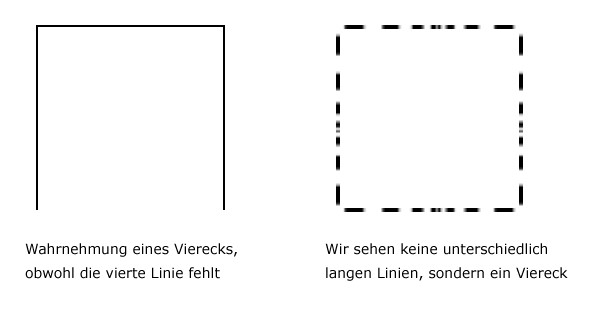 Wahrnehmung eines Vierecks,
obwohl die vierte Linie fehlt
Wir sehen keine unterschiedlich
langen Linien, sondern ein Viereck